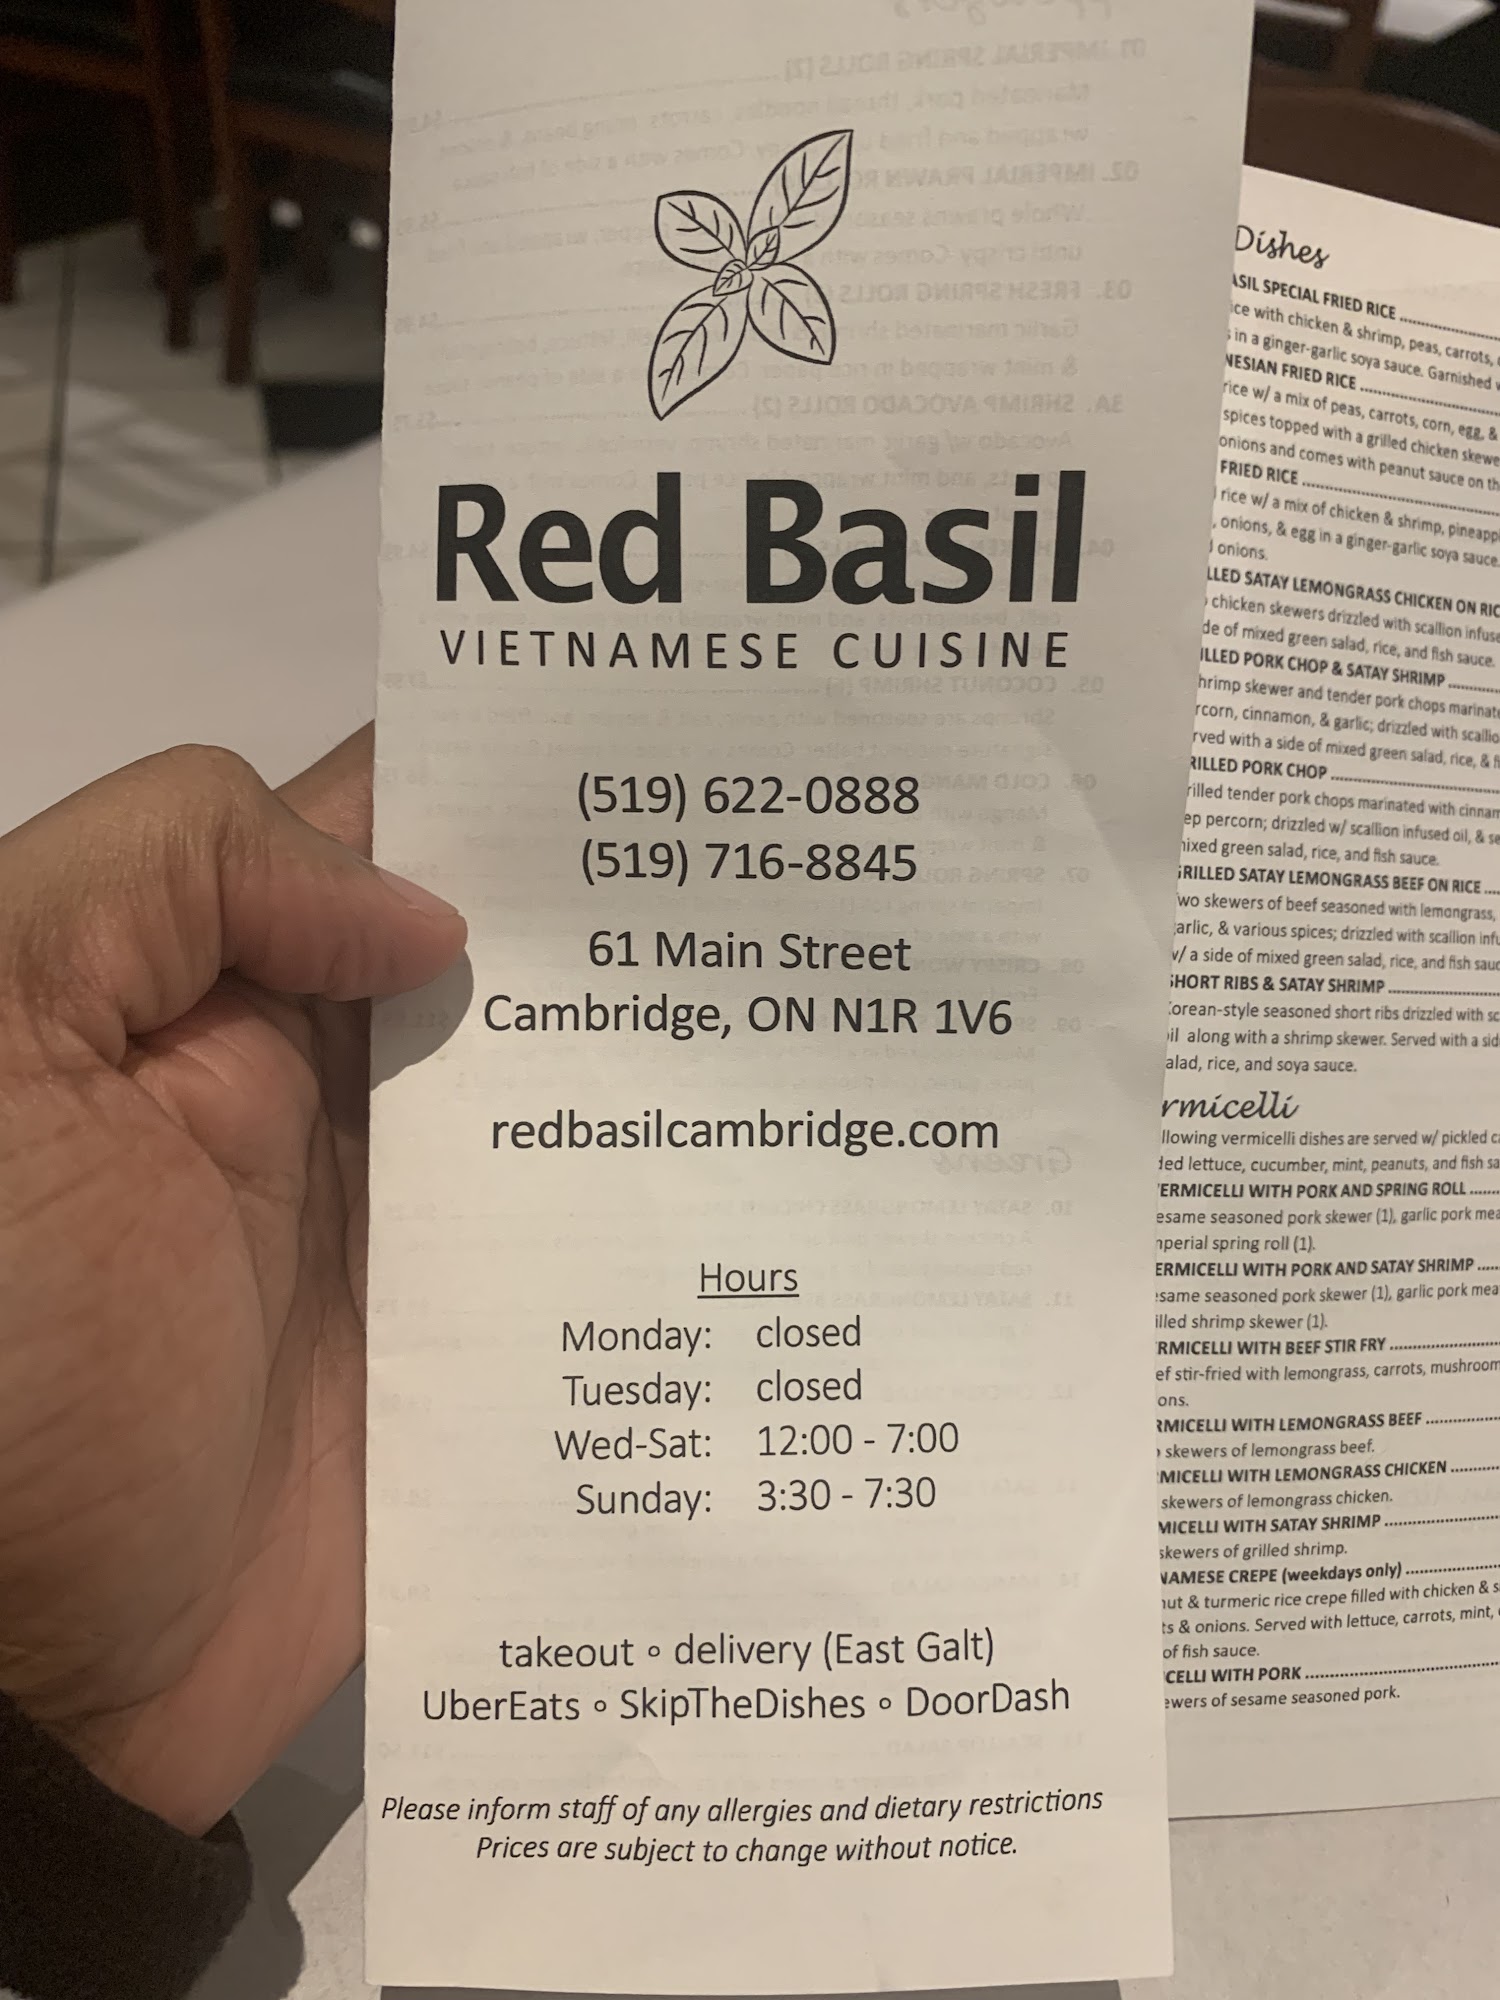 Red Basil
VIETNAMESE CUISINE
(519) 622-0888
(519) 716-8845
61 Main Street
Cambridge, ON N1R 1V6
redbasilcambridge.com
Hours
Monday: closed
Tuesday: closed
Wed-Sat: 12:00 - 7:00
Sunday: 3:30 - 7:30
takeout ∘ delivery (East Galt)
UberEats ∘ SkipTheDishes ∘ DoorDash
Please inform staff of any allergies and dietary restrictions
Prices are subject to change without notice.
Dishes
ASIL SPECIAL FRIED RICE
ice with chicken & shrimp, peas, carrots,
in a ginger-garlic soya sauce. Garnished
NESIAN FRIED RICE
rice w/ a mix of peas, carrots, corn, egg, &
spices topped with a grilled chicken skewe
onions and comes with peanut sauce on th
FRIED RICE
rice w/ a mix of chicken & shrimp, pineappl
, onions, & egg in a ginger-garlic soya sauce.
onions.
LLED SATAY LEMONGRASS CHICKEN ON RIC
chicken skewers drizzled with scallion infuse
de of mixed green salad, rice, and fish sauce.
ILLED PORK CHOP & SATAY SHRIMP
hrimp skewer and tender pork chops marinate
rcorn, cinnamon, & garlic; drizzled with scallio
rved with a side of mixed green salad, rice, & fi
RILLED PORK CHOP
rilled tender pork chops marinated with cinnam
ep percorn; drizzled w/ scallion infused oil, & se
mixed green salad, rice, and fish sauce.
GRILLED SATAY LEMONGRASS BEEF ON RICE
Two skewers of beef seasoned with lemongrass,
garlic, & various spices; drizzled with scallion infu
w/ a side of mixed green salad, rice, and fish sauc
SHORT RIBS & SATAY SHRIMP
Korean-style seasoned short ribs drizzled with sc
oil along with a shrimp skewer. Served with a sid
alad, rice, and soya sauce.
rmicelli
llowing vermicelli dishes are served w/ pickled ca
ded lettuce, cucumber, mint, peanuts, and fish sa
VERMICELLI WITH PORK AND SPRING ROLL
esame seasoned pork skewer (1), garlic pork mea
mperial spring roll (1).
ERMICELLI WITH PORK AND SATAY SHRIMP
esame seasoned pork skewer (1), garlic pork mea
illed shrimp skewer (1).
RMICELLI WITH BEEF STIR FRY
ef stir-fried with lemongrass, carrots, mushroom
ons.
RMICELLI WITH LEMONGRASS BEEF
skewers of lemongrass beef.
MICELLI WITH LEMONGRASS CHICKEN
skewers of lemongrass chicken.
MICELLI WITH SATAY SHRIMP
skewers of grilled shrimp.
NAMESE CREPE (weekdays only)
nut & turmeric rice crepe filled with chicken & s
ts & onions. Served with lettuce, carrots, mint,
of fish sauce.
CELLI WITH PORK
ewers of sesame seasoned pork.